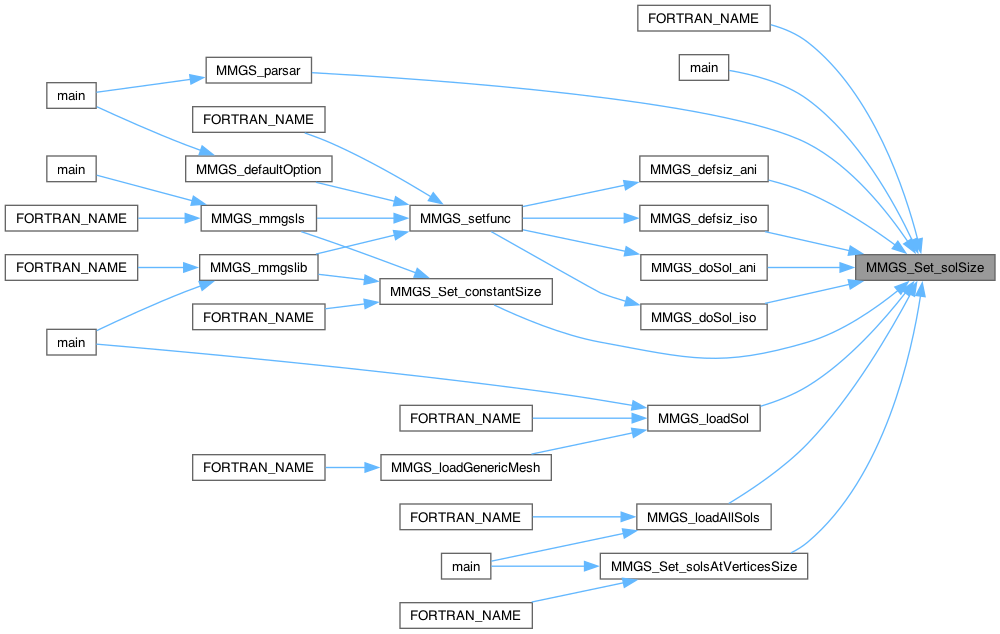 FORTRAN_NAME
main
MMGS_parsar
main
FORTRAN_NAME
MMGS_defaultOption
main
MMGS_defsiz_ani
FORTRAN_NAME
MMGS_mmgsls
MMGS_setfunc
MMGS_defsiz_iso
FORTRAN_NAME
MMGS_mmgslib
MMGS_doSol_ani
MMGS_Set_solSize
MMGS_Set_constantSize
FORTRAN_NAME
MMGS_doSol_iso
main
FORTRAN_NAME
MMGS_loadSol
FORTRAN_NAME
MMGS_loadGenericMesh
FORTRAN_NAME
MMGS_loadAllSols
main
MMGS_Set_solsAtVerticesSize
FORTRAN_NAME